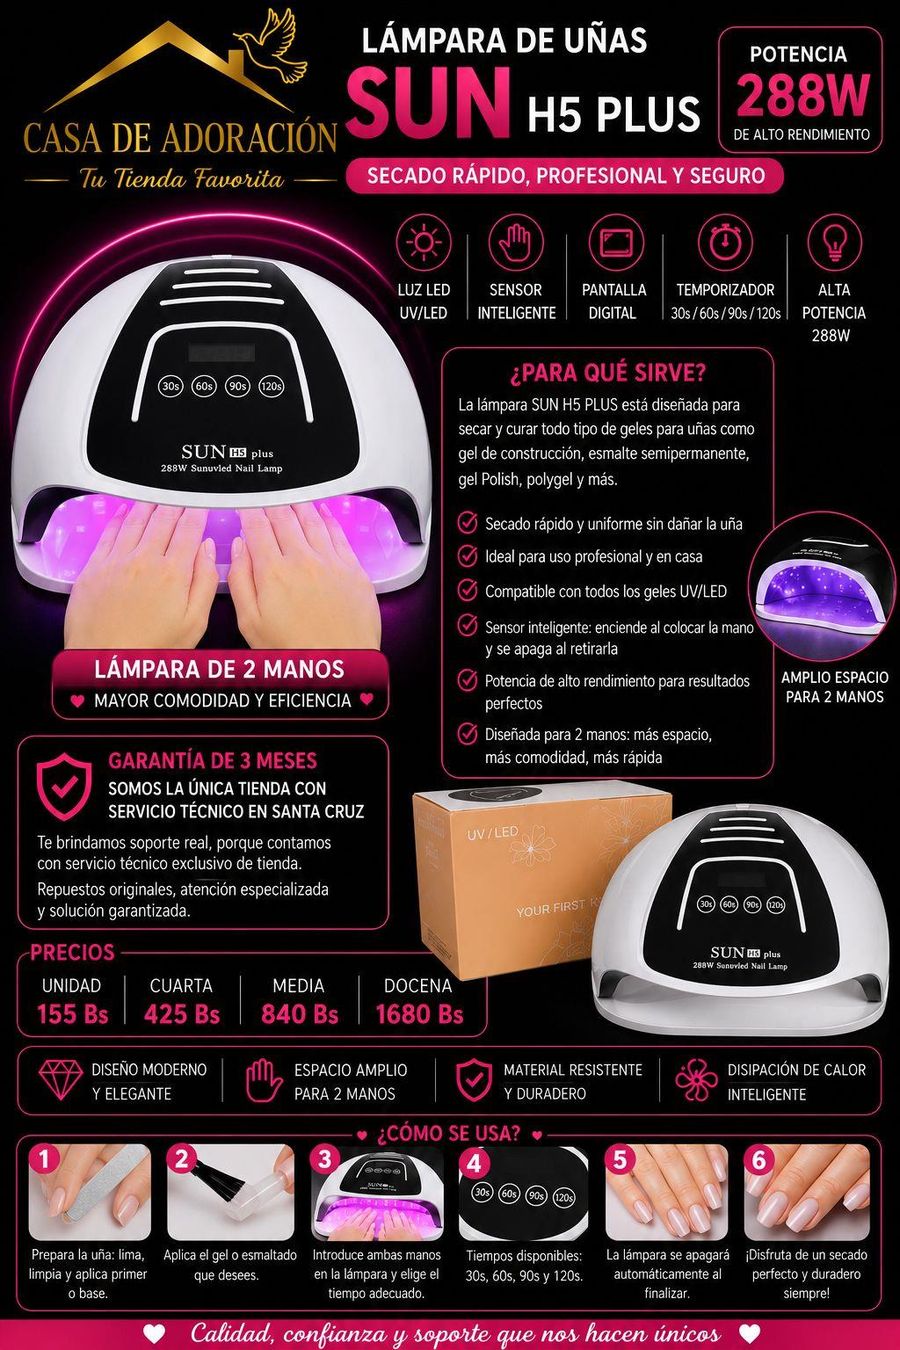 CASA DE ADORACIÓN
Tu Tienda Favorita
LÁMPARA DE UÑAS
SUN H5 PLUS
POTENCIA
288W
DE ALTO RENDIMIENTO
SECADO RÁPIDO, PROFESIONAL Y SEGURO
LUZ LED
UV/LED
SENSOR
INTELIGENTE
PANTALLA
DIGITAL
TEMPORIZADOR
30s / 60s / 90s / 120s
ALTA
POTENCIA
288W
30s 60s 90s 120s
SUN H5 plus
288W Sunuvled Nail Lamp
LÁMPARA DE 2 MANOS
MAYOR COMODIDAD Y EFICIENCIA
¿PARA QUÉ SIRVE?
La lámpara SUN H5 PLUS está diseñada para
secar y curar todo tipo de geles para uñas como
gel de construcción, esmalte semipermanente,
gel Polish, polygel y más.
Secado rápido y uniforme sin dañar la uña
Ideal para uso profesional y en casa
Compatible con todos los geles UV/LED
Sensor inteligente: enciende al colocar la mano
y se apaga al retirarla
Potencia de alto rendimiento para resultados
perfectos
Diseñada para 2 manos: más espacio,
más comodidad, más rápida
AMPLIO ESPACIO
PARA 2 MANOS
GARANTÍA DE 3 MESES
SOMOS LA ÚNICA TIENDA CON
SERVICIO TÉCNICO EN SANTA CRUZ
Te brindamos soporte real, porque contamos
con servicio técnico exclusivo de tienda.
Repuestos originales, atención especializada
y solución garantizada.
UV / LED
YOUR FIRST
30s 60s 90s 120s
SUN H5 plus
288W Sunuvled Nail Lamp
PRECIOS
UNIDAD
155 Bs
CUARTA
425 Bs
MEDIA
840 Bs
DOCENA
1680 Bs
DISEÑO MODERNO
Y ELEGANTE
ESPACIO AMPLIO
PARA 2 MANOS
MATERIAL RESISTENTE
Y DURADERO
DISIPACIÓN DE CALOR
INTELIGENTE
¿CÓMO SE USA?
1
Prepara la uña: lima,
limpia y aplica primer
o base.
2
Aplica el gel o esmaltado
que desees.
3
Introduce ambas manos
en la lámpara y elige el
tiempo adecuado.
4
30s 60s 90s 120s
Tiempos disponibles:
30s, 60s, 90s y 120s.
5
La lámpara se apagará
automáticamente al
finalizar.
6
¡Disfruta de un secado
perfecto y duradero
siempre!
Calidad, confianza y soporte que nos hacen únicos